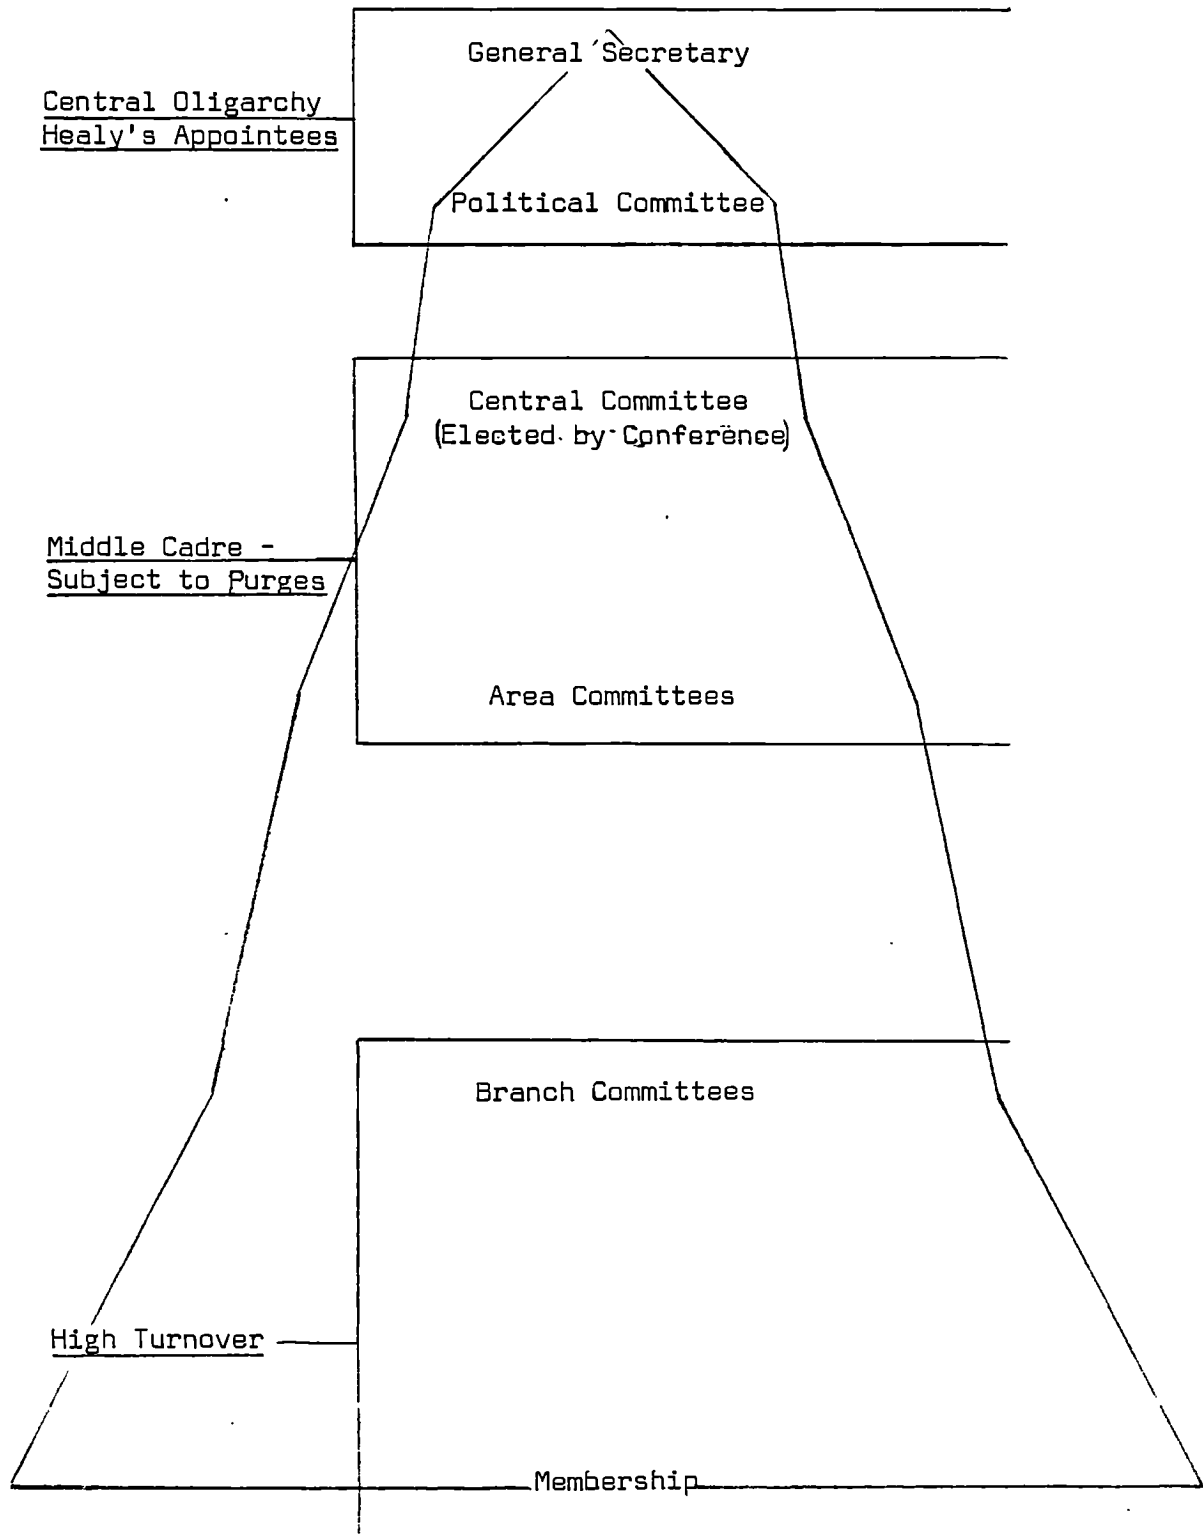 General Secretary
Central Oligarchy
Healy's Appointees
Political Committee
Central Committee
(Elected by Conference)
Middle Cadre -
Subject to Purges
Area Committees
Branch Committees
High Turnover
Membership